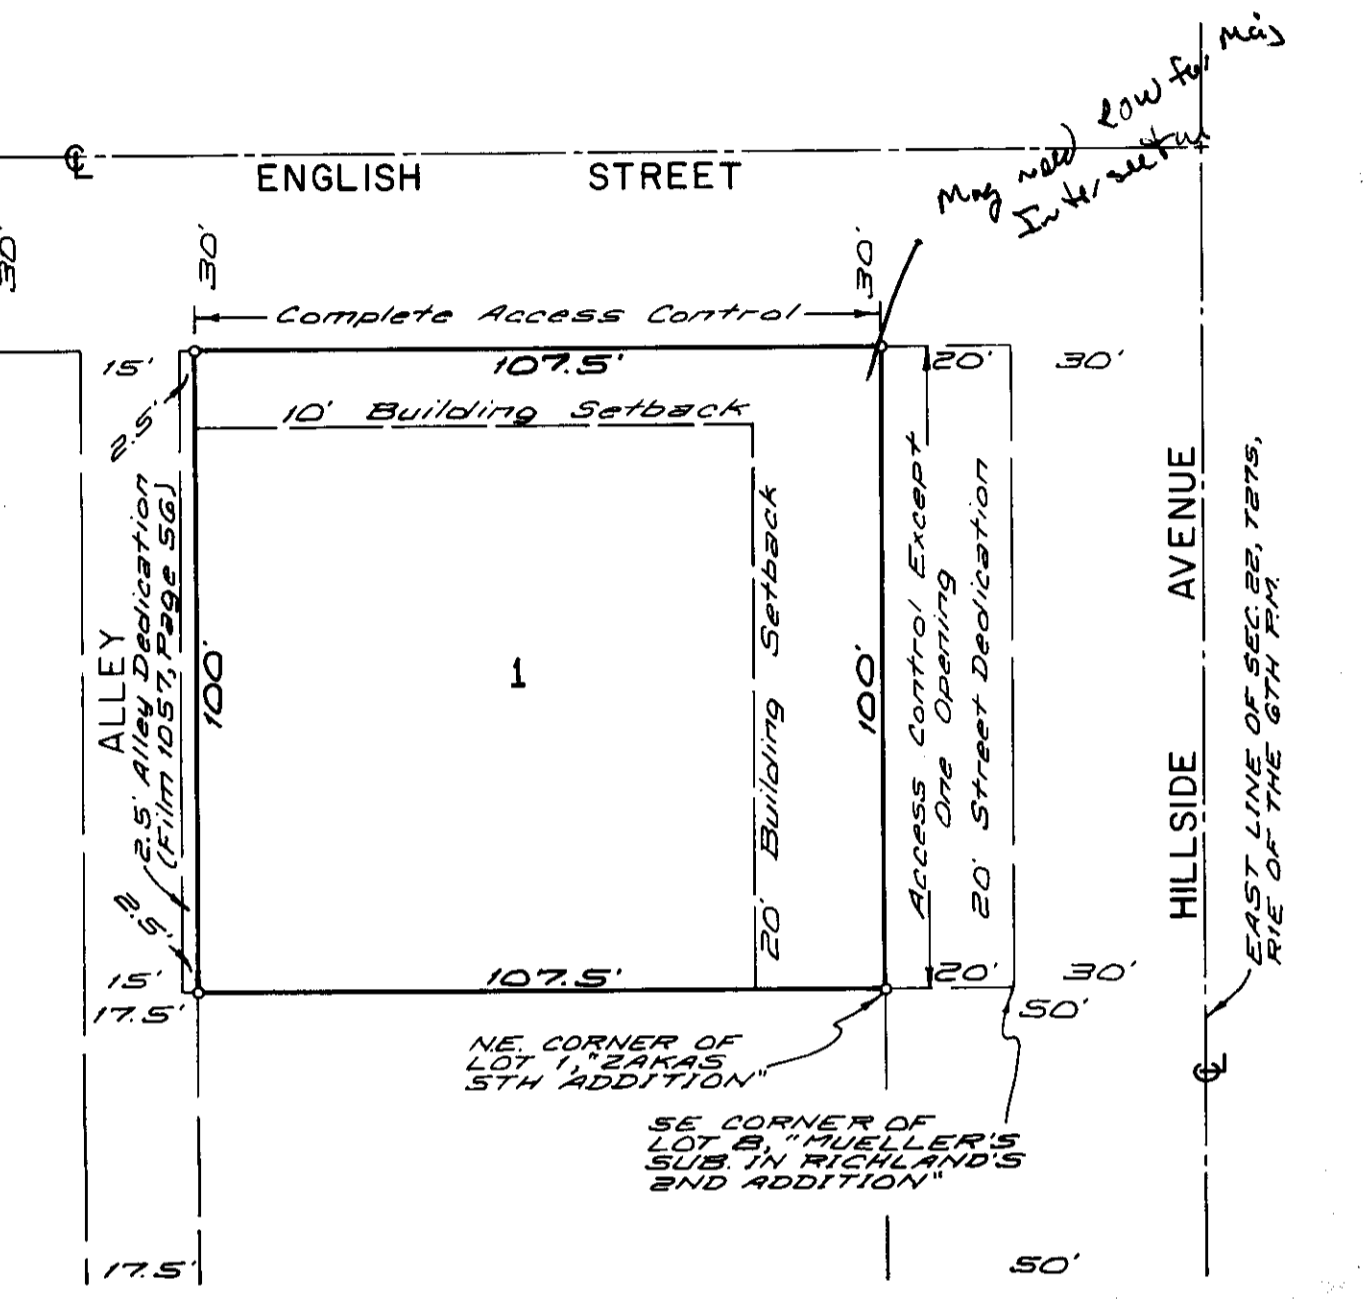 May need row for Maj
Intersection
℄
ENGLISH STREET
30'
30'
30'
Complete Access Control
107.5'
15'
2.5'
20'
30'
10' Building Setback
20' Building Setback
ALLEY
2.5' Alley Dedication
(Film 1057, Page 56)
100'
1
100'
Access Control Except
One Opening
20' Street Dedication
HILLSIDE AVENUE
EAST LINE OF SEC. 22, T27S,
R1E OF THE 6TH P.M.
2.5'
15'
17.5'
107.5'
20'
30'
50'
N.E. CORNER OF
LOT 1, "ZAKAS
5TH ADDITION"
℄
SE CORNER OF
LOT 8, "MUELLER'S
SUB. IN RICHLAND'S
2ND ADDITION"
17.5'
50'